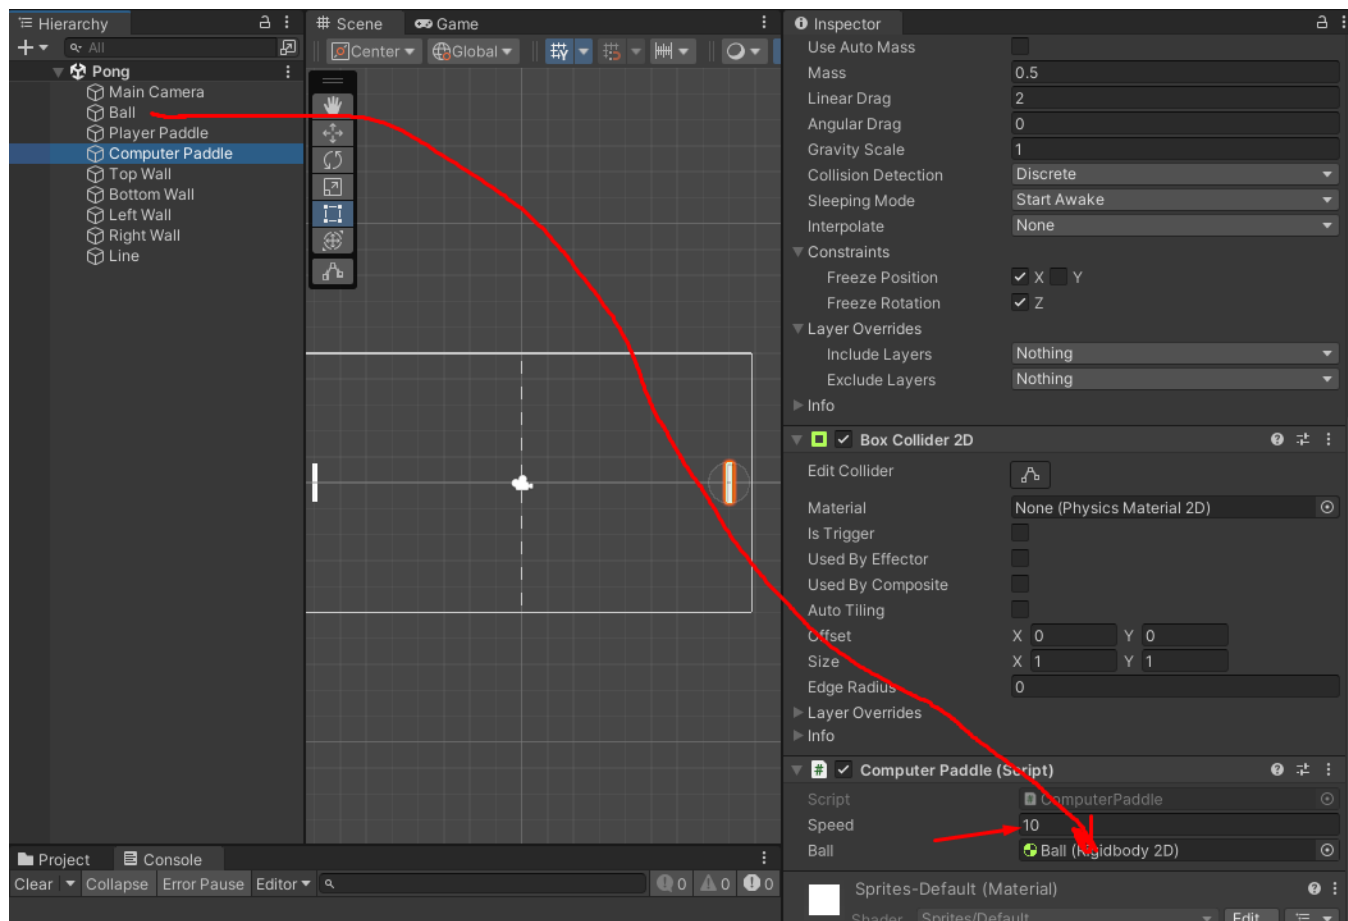 Hierarchy
All
Pong
Main Camera
Ball
Player Paddle
Computer Paddle
Top Wall
Bottom Wall
Left Wall
Right Wall
Line
Scene Game
Center Global
Inspector
Use Auto Mass
Mass 0.5
Linear Drag 2
Angular Drag 0
Gravity Scale 1
Collision Detection Discrete
Sleeping Mode Start Awake
Interpolate None
Constraints
Freeze Position X Y
Freeze Rotation Z
Layer Overrides
Include Layers Nothing
Exclude Layers Nothing
Info
Box Collider 2D
Edit Collider
Material None (Physics Material 2D)
Is Trigger
Used By Effector
Used By Composite
Auto Tiling
Offset X 0 Y 0
Size X 1 Y 1
Edge Radius 0
Layer Overrides
Info
Computer Paddle (Script)
Script ComputerPaddle
Speed 10
Ball Ball (Rigidbody 2D)
Sprites-Default (Material)
Shader Sprites/Default Edit
Project Console
Clear Collapse Error Pause Editor 0 0 0